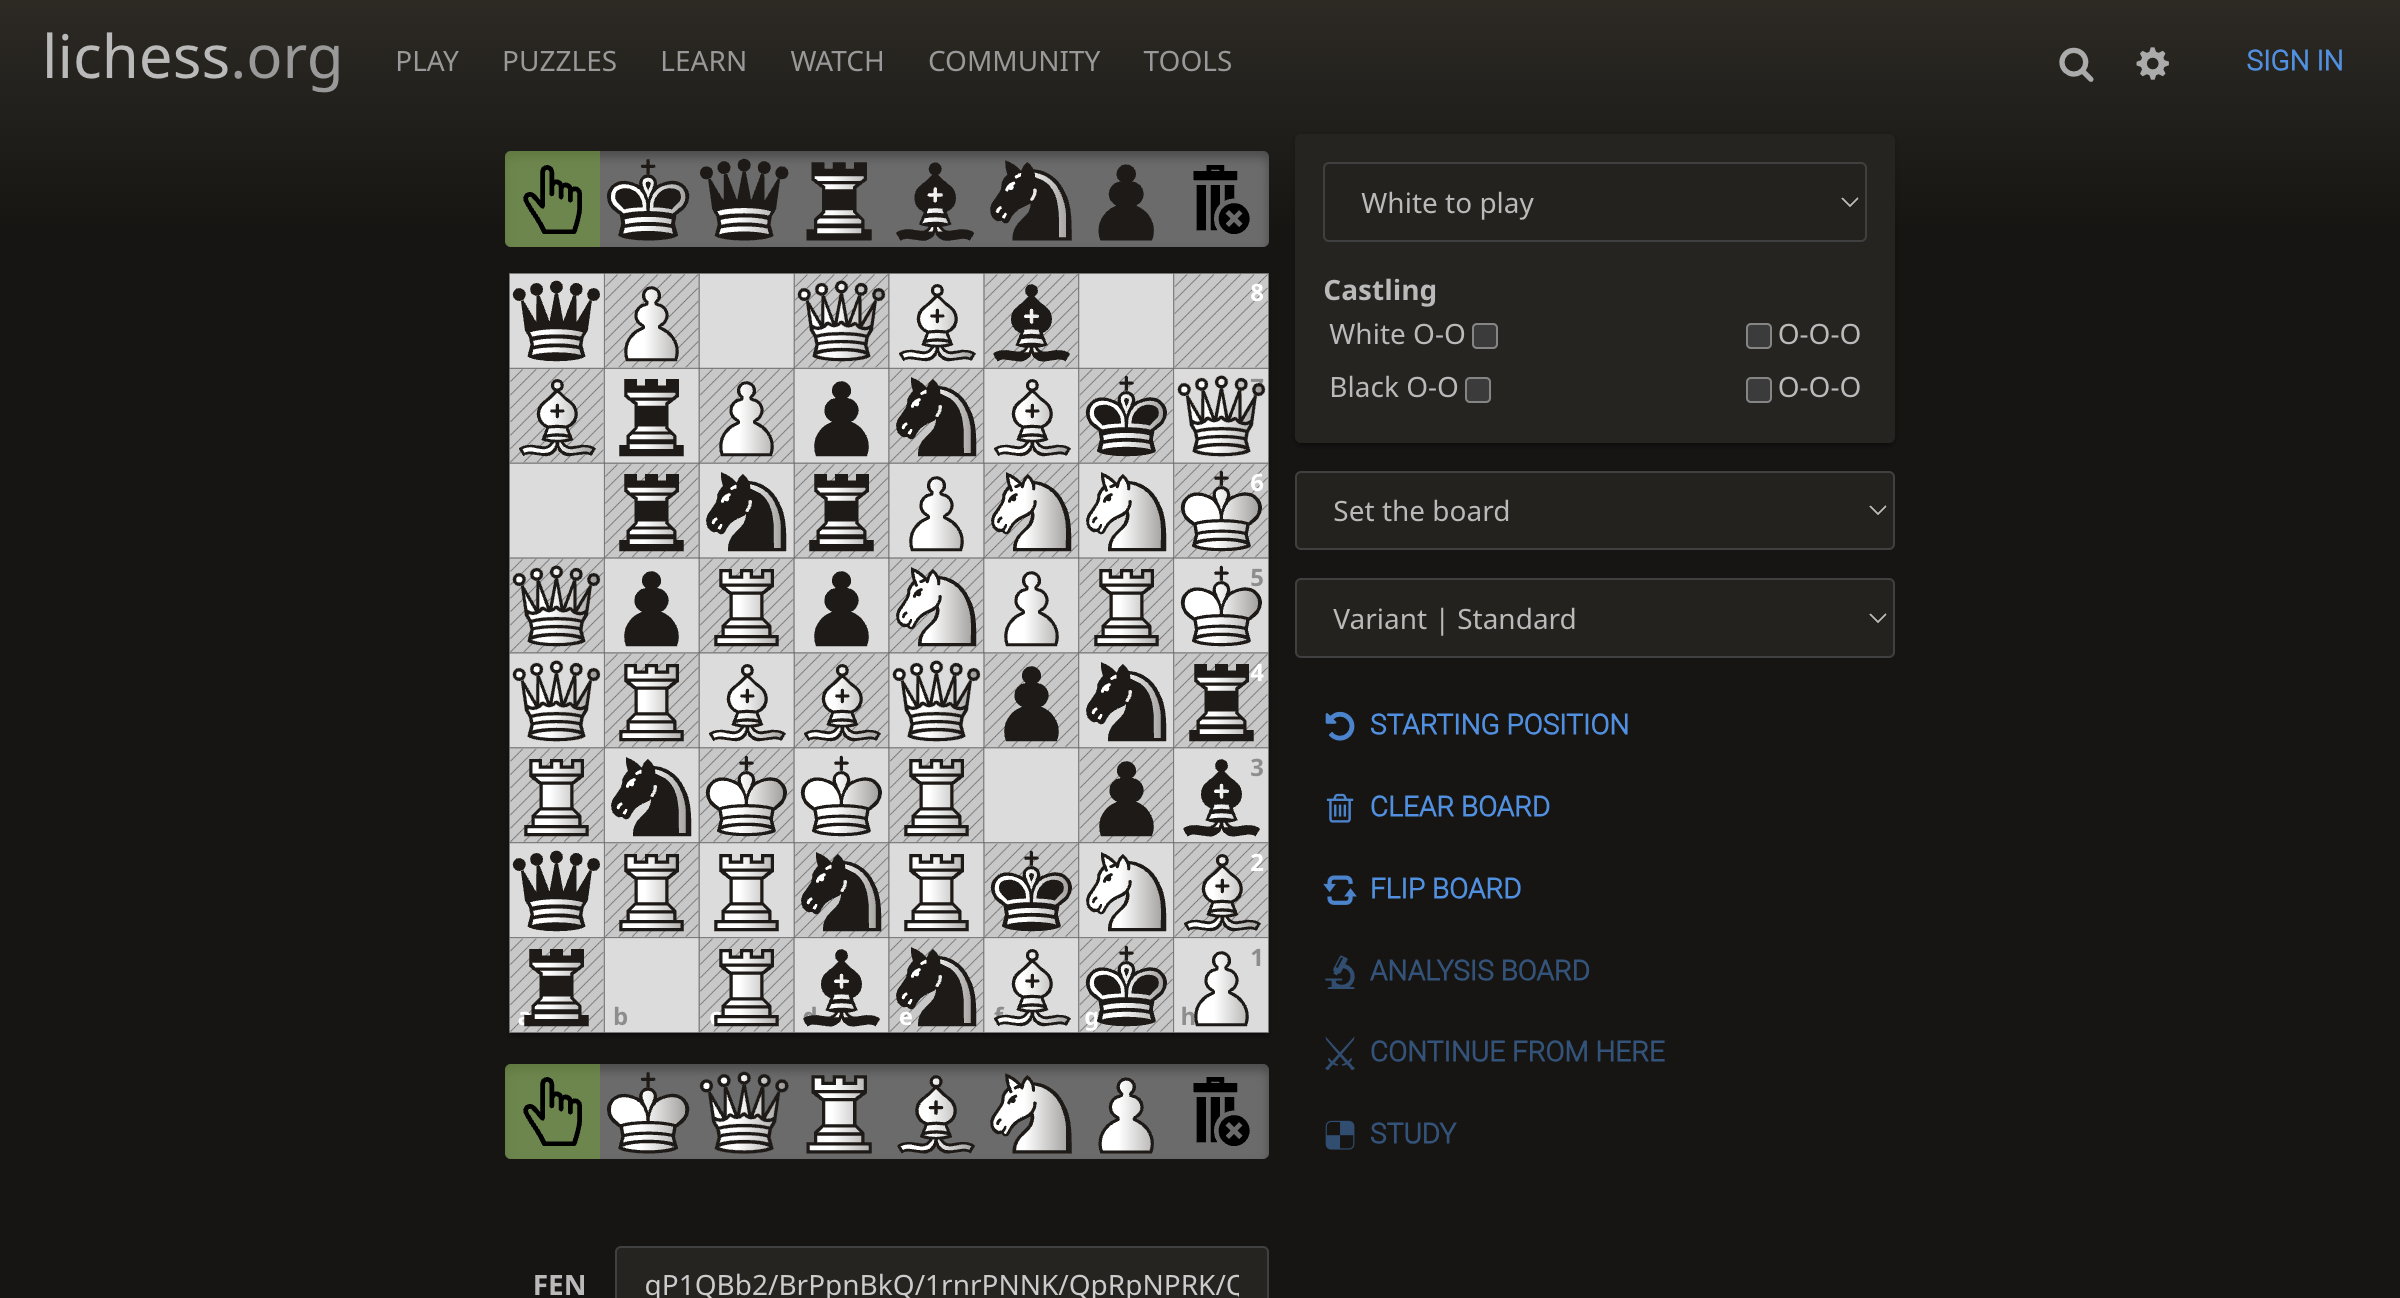 lichess.org PLAY PUZZLES LEARN WATCH COMMUNITY TOOLS SIGN IN
White to play
Castling
White O-O O-O-O
Black O-O O-O-O
Set the board
Variant | Standard
STARTING POSITION
CLEAR BOARD
FLIP BOARD
ANALYSIS BOARD
CONTINUE FROM HERE
STUDY
8
6
5
4
3
2
1
b e g h
FEN qP1QBb2/BrPpnBkQ/1rnrPNNK/QpRpNPRK/